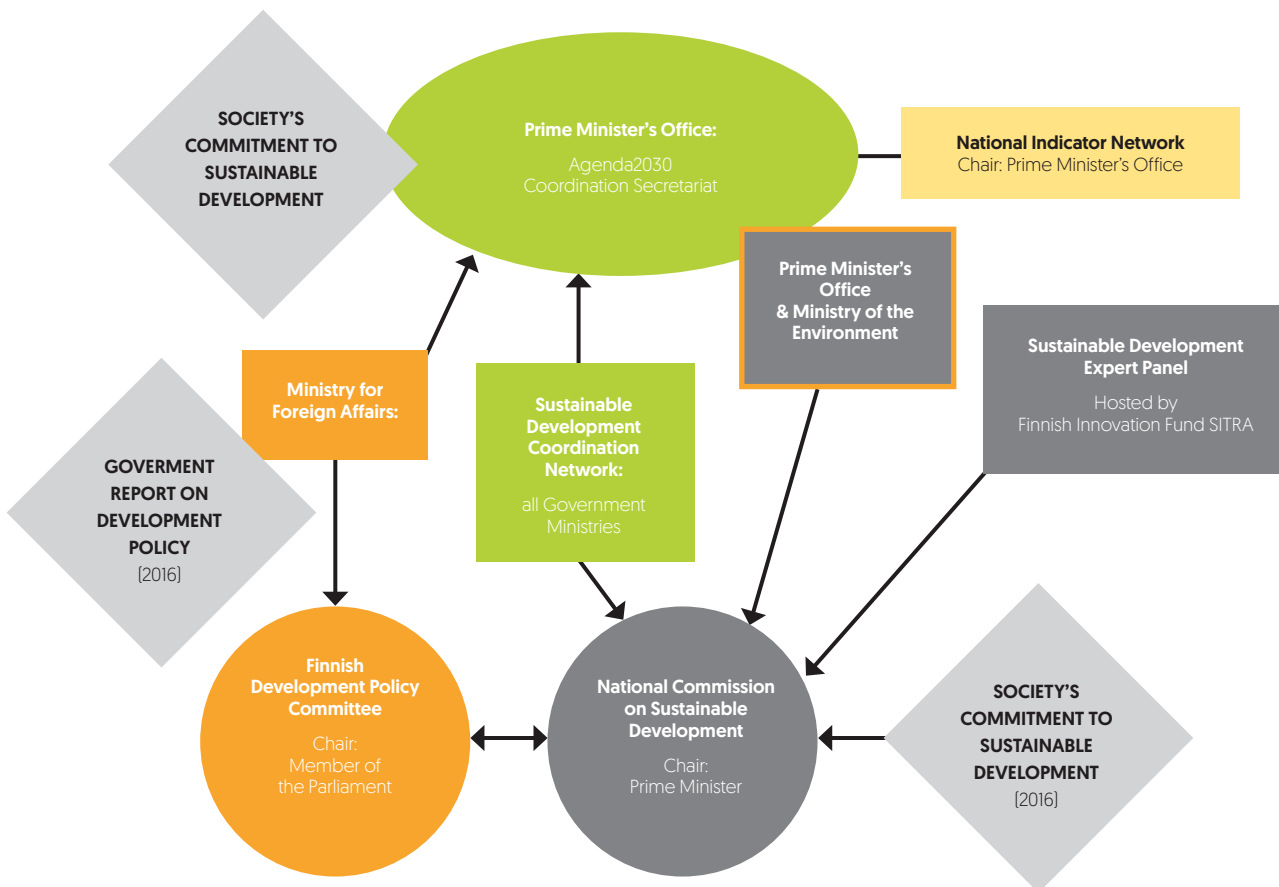 SOCIETY'S
COMMITMENT TO
SUSTAINABLE
DEVELOPMENT
Prime Minister's Office:
Agenda2030
Coordination Secretariat
National Indicator Network
Chair: Prime Minister's Office
Prime Minister's
Office
& Ministry of the
Environment
Sustainable Development
Expert Panel
Hosted by
Finnish Innovation Fund SITRA
Ministry for
Foreign Affairs:
Sustainable
Development
Coordination
Network:
all Government
Ministries
GOVERMENT
REPORT ON
DEVELOPMENT
POLICY
(2016)
Finnish
Development Policy
Committee
Chair:
Member of
the Parliament
National Commission
on Sustainable
Development
Chair:
Prime Minister
SOCIETY'S
COMMITMENT TO
SUSTAINABLE
DEVELOPMENT
(2016)